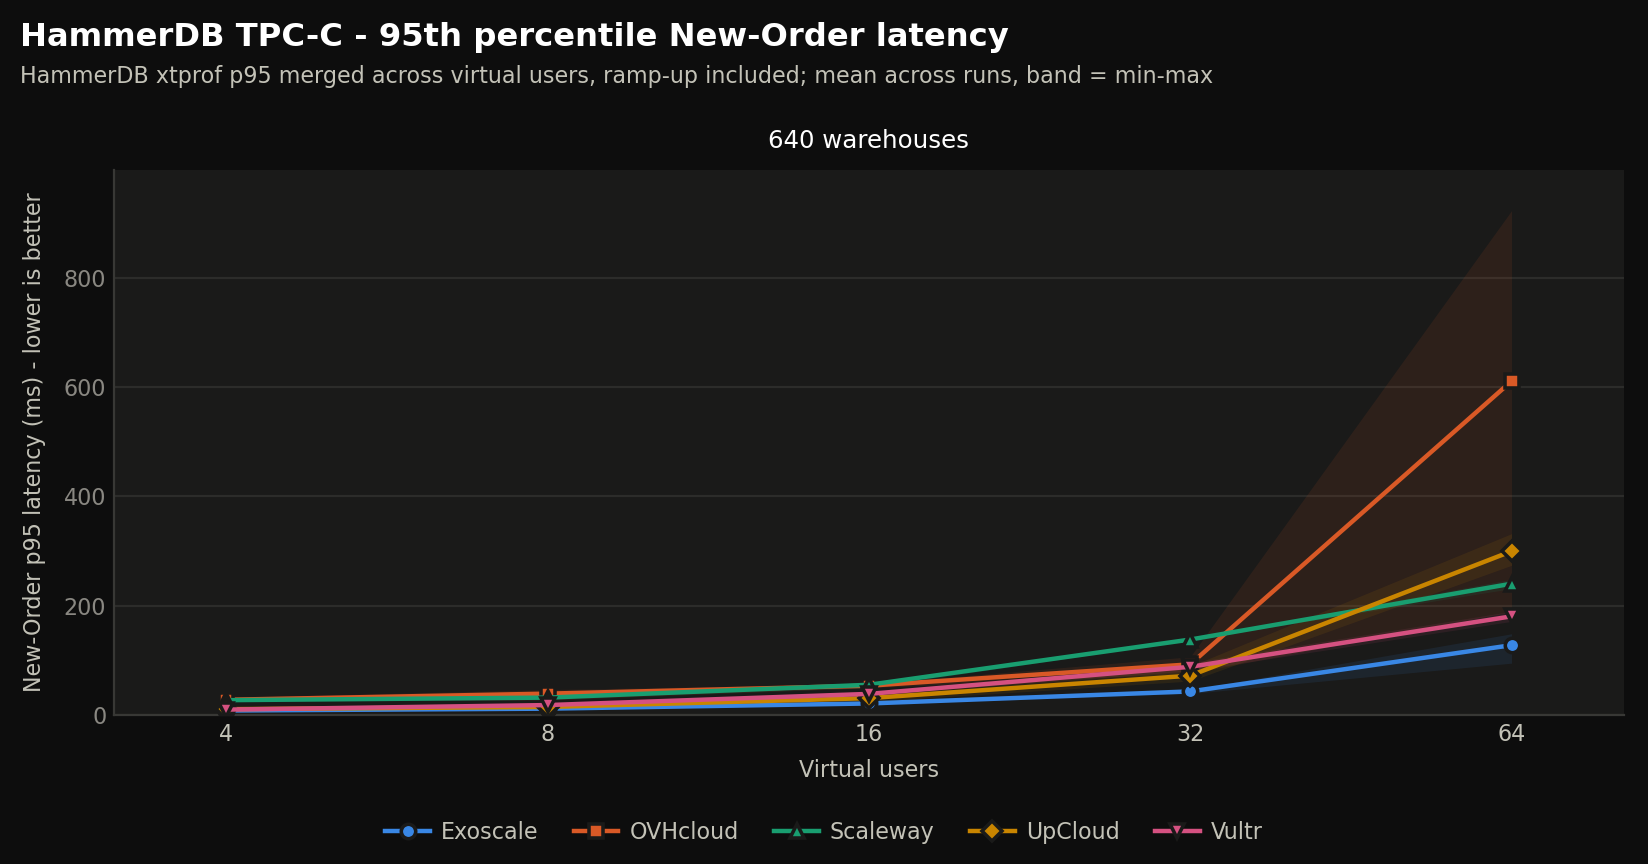 HammerDB TPC-C - 95th percentile New-Order latency
HammerDB xtprof p95 merged across virtual users, ramp-up included; mean across runs, band = min-max
640 warehouses
New-Order p95 latency (ms) - lower is better
800
600
400
200
0
4 8 16 32 64
Virtual users
Exoscale OVHcloud Scaleway UpCloud Vultr